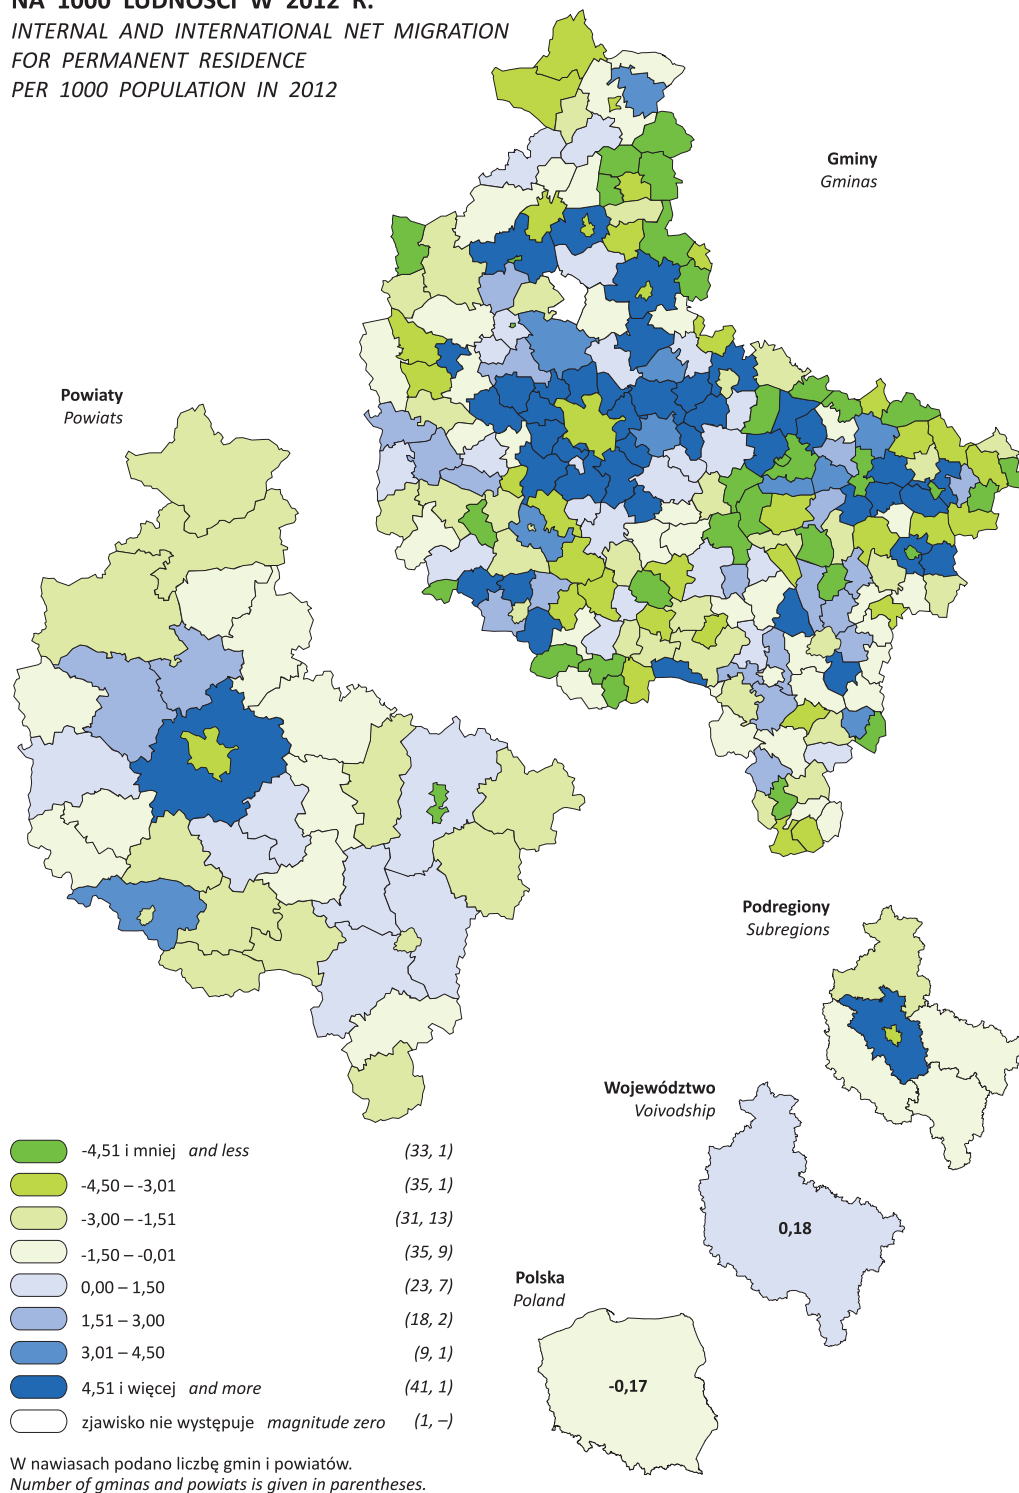 NA 1000 LUDNOŚCI W 2012 R.
INTERNAL AND INTERNATIONAL NET MIGRATION
FOR PERMANENT RESIDENCE
PER 1000 POPULATION IN 2012
Gminy
Gminas
Powiaty
Powiats
Podregiony
Subregions
Województwo
Voivodship
0,18
Polska
Poland
-0,17
-4,51 i mniej and less (33, 1)
-4,50 – -3,01 (35, 1)
-3,00 – -1,51 (31, 13)
-1,50 – -0,01 (35, 9)
0,00 – 1,50 (23, 7)
1,51 – 3,00 (18, 2)
3,01 – 4,50 (9, 1)
4,51 i więcej and more (41, 1)
zjawisko nie występuje magnitude zero (1, –)
W nawiasach podano liczbę gmin i powiatów.
Number of gminas and powiats is given in parentheses.